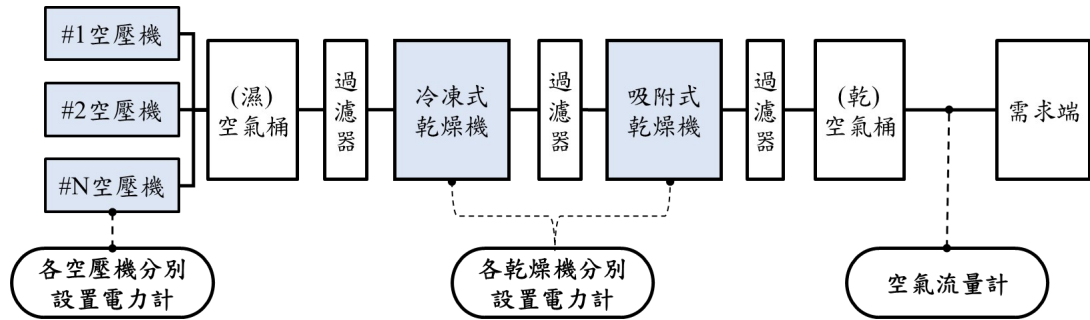 #1空壓機
#2空壓機
#N空壓機
(濕)
空氣桶
過
濾
器
冷凍式
乾燥機
過
濾
器
吸附式
乾燥機
過
濾
器
(乾)
空氣桶
需求端
各空壓機分別
設置電力計
各乾燥機分別
設置電力計
空氣流量計